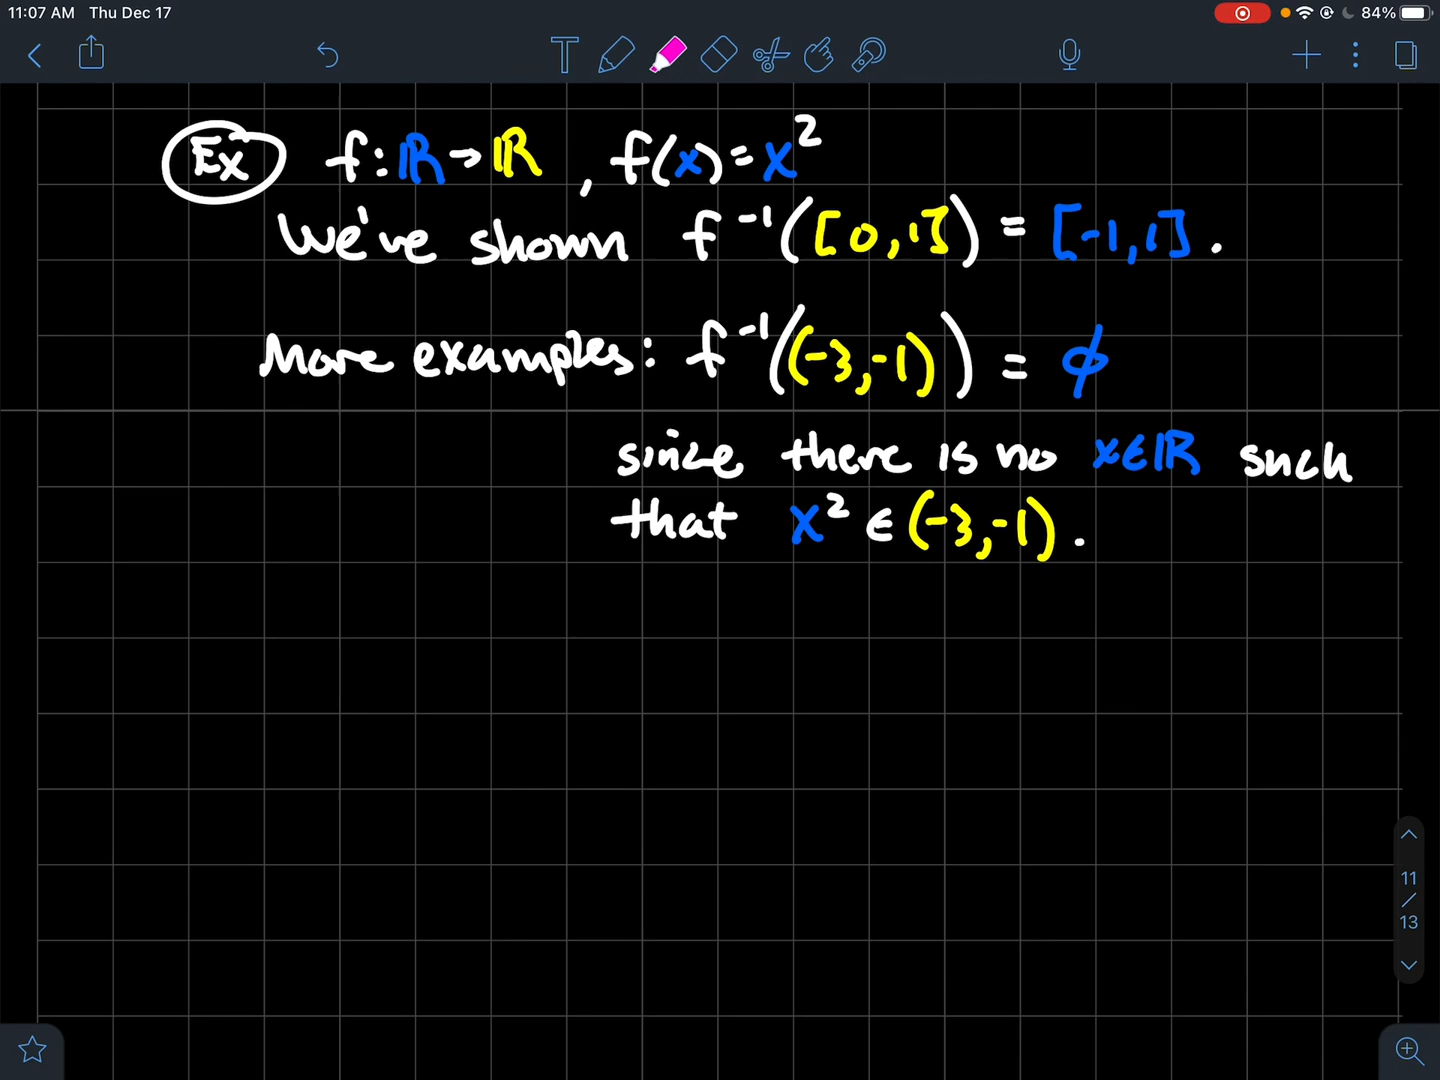 11:07 AM Thu Dec 17 84%
T
Ex f: ℝ → ℝ, f(x) = x²
We've shown f⁻¹([0,1]) = [-1,1].
More examples: f⁻¹((-3,-1)) = ϕ
since there is no x∈ℝ such
that x² ∈ (-3,-1).
11
/
13